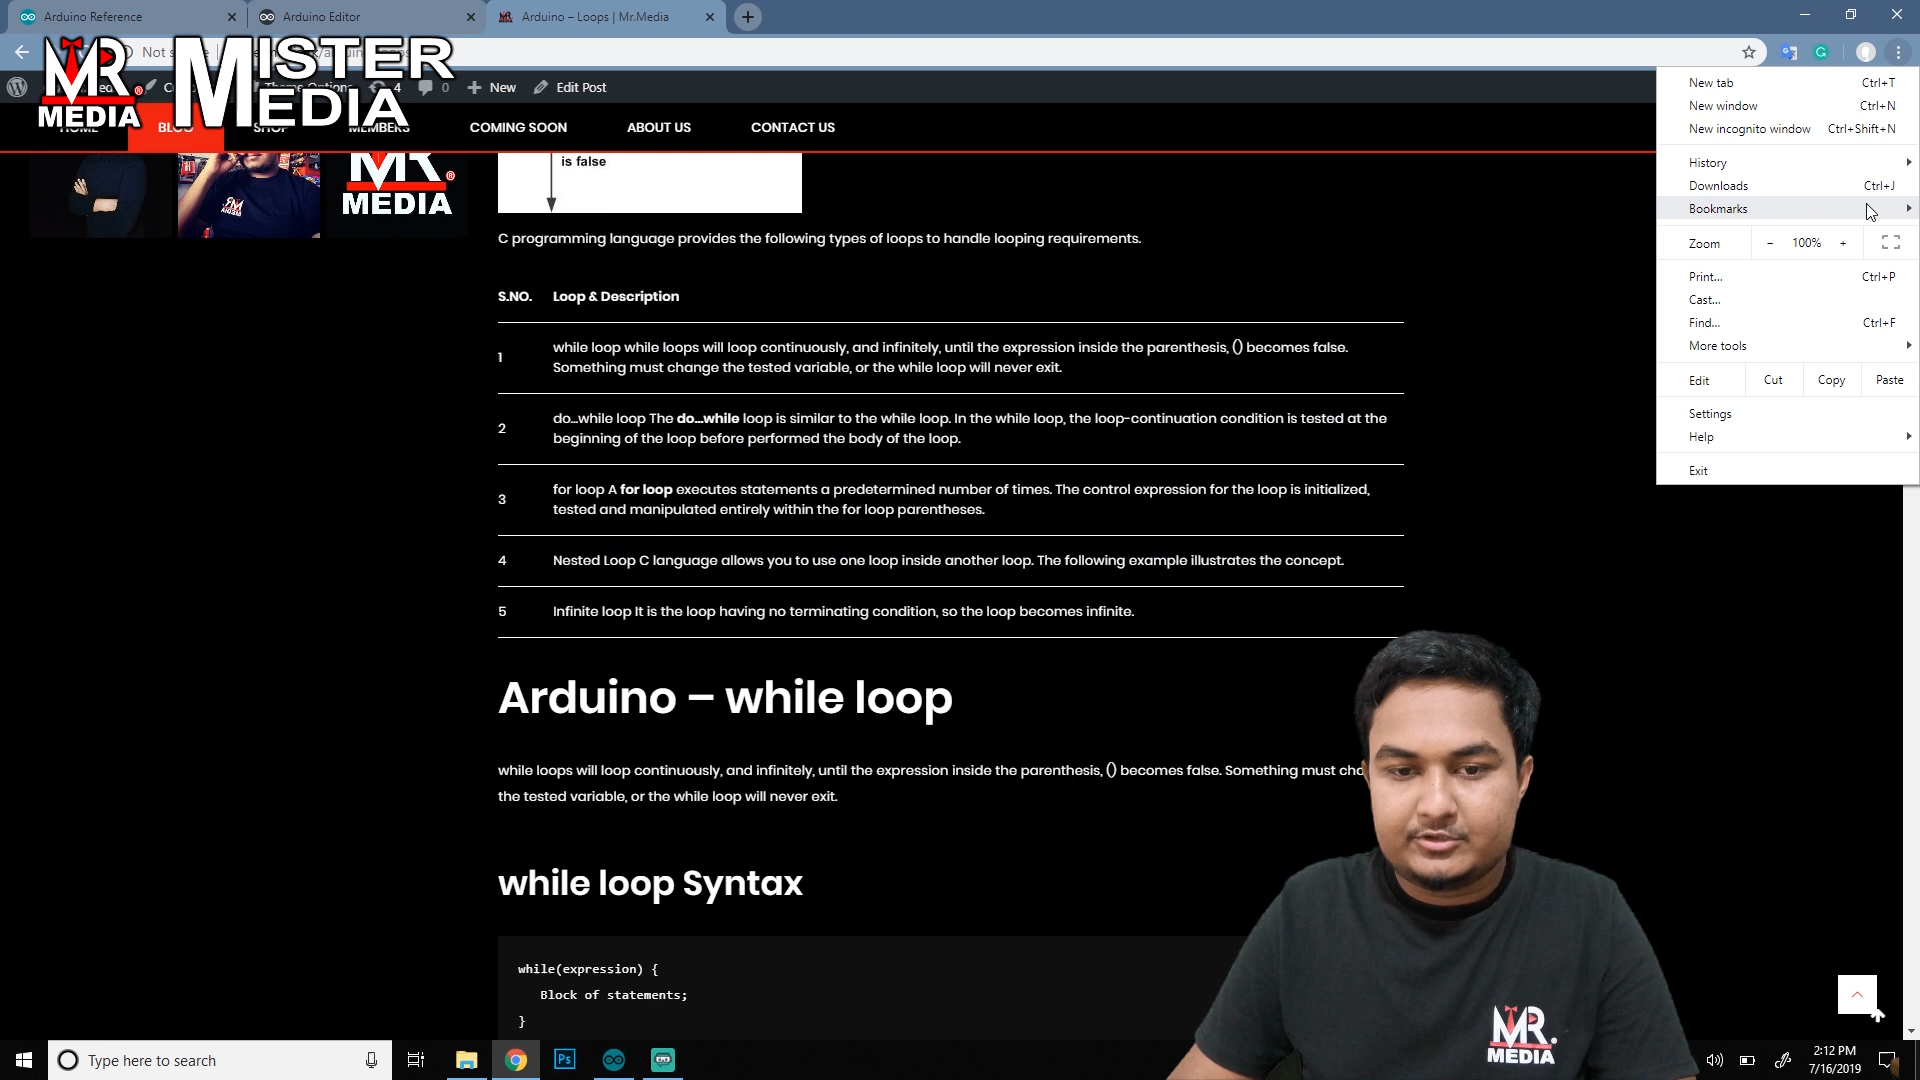 Arduino Reference
Arduino Editor
Arduino – Loops | Mr.Media
Not
MR
MEDIA
MISTER
MEDIA
4
0
New
Edit Post
HOME
BLOG
SHOP
MEMBERS
COMING SOON
ABOUT US
CONTACT US
New tab Ctrl+T
New window Ctrl+N
New incognito window Ctrl+Shift+N
History
Downloads Ctrl+J
Bookmarks
Zoom − 100% +
Print... Ctrl+P
Cast...
Find... Ctrl+F
More tools
Edit Cut Copy Paste
Settings
Help
Exit
MR
MEDIA
is false
C programming language provides the following types of loops to handle looping requirements.
S.NO. Loop & Description
1 while loop while loops will loop continuously, and infinitely, until the expression inside the parenthesis, () becomes false.
Something must change the tested variable, or the while loop will never exit.
2 do…while loop The do…while loop is similar to the while loop. In the while loop, the loop-continuation condition is tested at the
beginning of the loop before performed the body of the loop.
3 for loop A for loop executes statements a predetermined number of times. The control expression for the loop is initialized,
tested and manipulated entirely within the for loop parentheses.
4 Nested Loop C language allows you to use one loop inside another loop. The following example illustrates the concept.
5 Infinite loop It is the loop having no terminating condition, so the loop becomes infinite.
Arduino – while loop
while loops will loop continuously, and infinitely, until the expression inside the parenthesis, () becomes false. Something must
the tested variable, or the while loop will never exit.
while loop Syntax
while(expression) {
Block of statements;
}
MR.
MEDIA
Type here to search
Ps
2:12 PM
7/16/2019